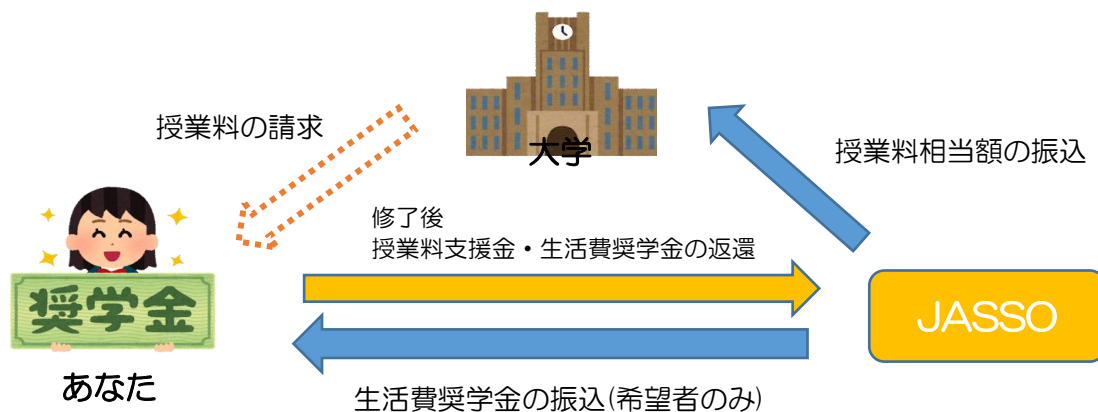 大学
授業料の請求
授業料相当額の振込
修了後
授業料支援金・生活費奨学金の返還
奨学金
JASSO
あなた
生活費奨学金の振込(希望者のみ)